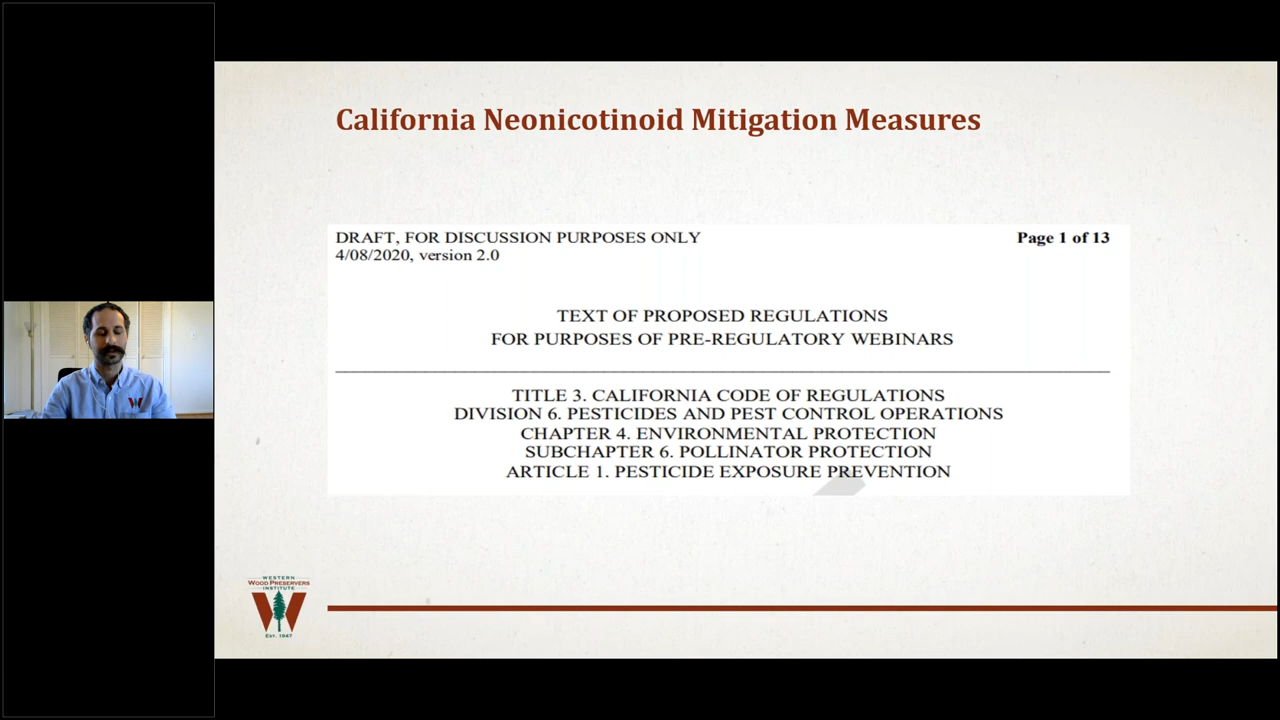 California Neonicotinoid Mitigation Measures
DRAFT, FOR DISCUSSION PURPOSES ONLY
Page 1 of 13
4/08/2020, version 2.0
TEXT OF PROPOSED REGULATIONS
FOR PURPOSES OF PRE-REGULATORY WEBINARS
TITLE 3. CALIFORNIA CODE OF REGULATIONS
DIVISION 6. PESTICIDES AND PEST CONTROL OPERATIONS
CHAPTER 4. ENVIRONMENTAL PROTECTION
SUBCHAPTER 6. POLLINATOR PROTECTION
ARTICLE 1. PESTICIDE EXPOSURE PREVENTION
WESTERN
WOOD PRESERVERS
INSTITUTE
W
EST. 1947
W